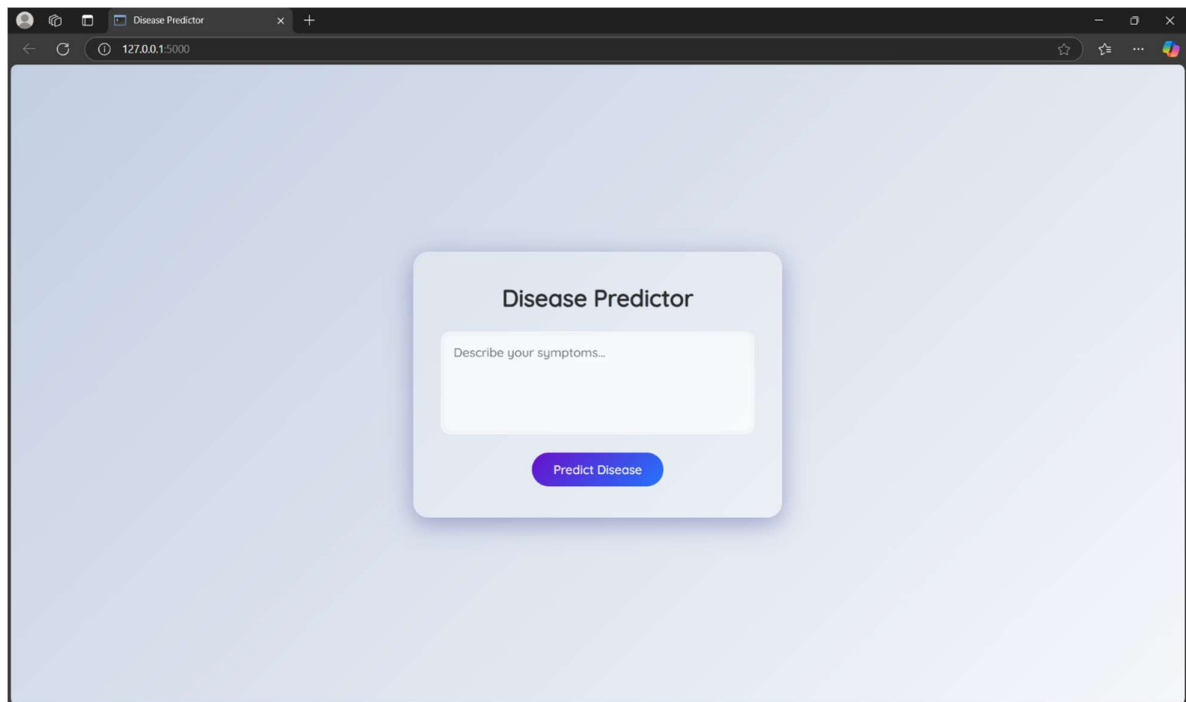 Disease Predictor
127.0.0.1:5000
Disease Predictor
Describe your symptoms...
Predict Disease